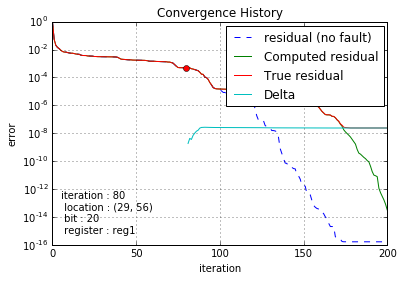 Convergence History
10^0
10^-2
10^-4
10^-6
10^-8
10^-10
10^-12
10^-14
10^-16
error
residual (no fault)
Computed residual
True residual
Delta
iteration : 80
location : (29, 56)
bit : 20
register : reg1
0 50 100 150 200
iteration